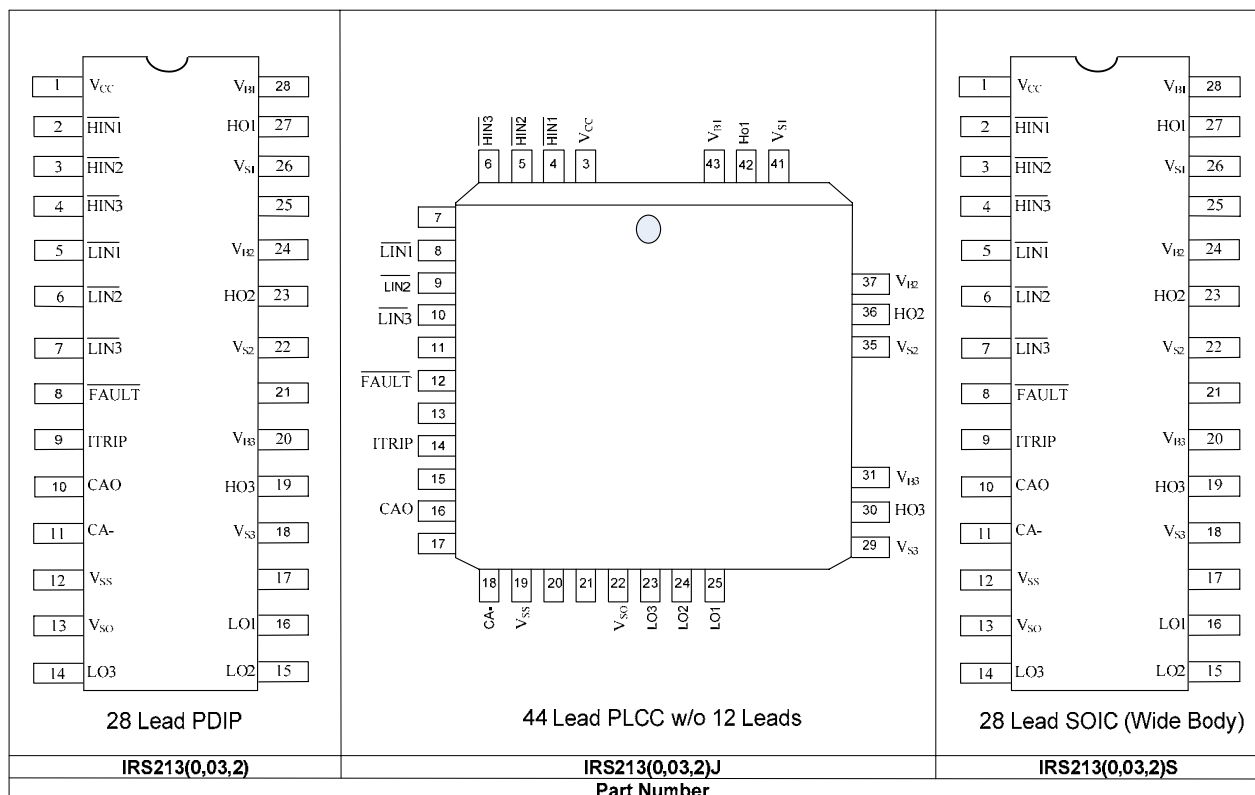 1 VCC VB1 28
2 HIN1 HO1 27
3 HIN2 VS1 26
4 HIN3 25
5 LIN1 VB2 24
6 LIN2 HO2 23
7 LIN3 VS2 22
8 FAULT 21
9 ITRIP VB3 20
10 CAO HO3 19
11 CA- VS3 18
12 VSS 17
13 VSO LO1 16
14 LO3 LO2 15
28 Lead PDIP
IRS213(0,03,2)
HIN3 HIN2 HIN1 VCC VB1 Ho1 VS1
6 5 4 3 43 42 41
7
LIN1 8
LIN2 9
37 VB2
LIN3 10
36 HO2
11
35 VS2
FAULT 12
13
ITRIP 14
15
31 VB3
CAO 16
30 HO3
17
29 VS3
18 19 20 21 22 23 24 25
CA- VSS VSO LO3 LO2 LO1
44 Lead PLCC w/o 12 Leads
IRS213(0,03,2)J
1 VCC VB1 28
2 HIN1 HO1 27
3 HIN2 VS1 26
4 HIN3 25
5 LIN1 VB2 24
6 LIN2 HO2 23
7 LIN3 VS2 22
8 FAULT 21
9 ITRIP VB3 20
10 CAO HO3 19
11 CA- VS3 18
12 VSS 17
13 VSO LO1 16
14 LO3 LO2 15
28 Lead SOIC (Wide Body)
IRS213(0,03,2)S
Part Number